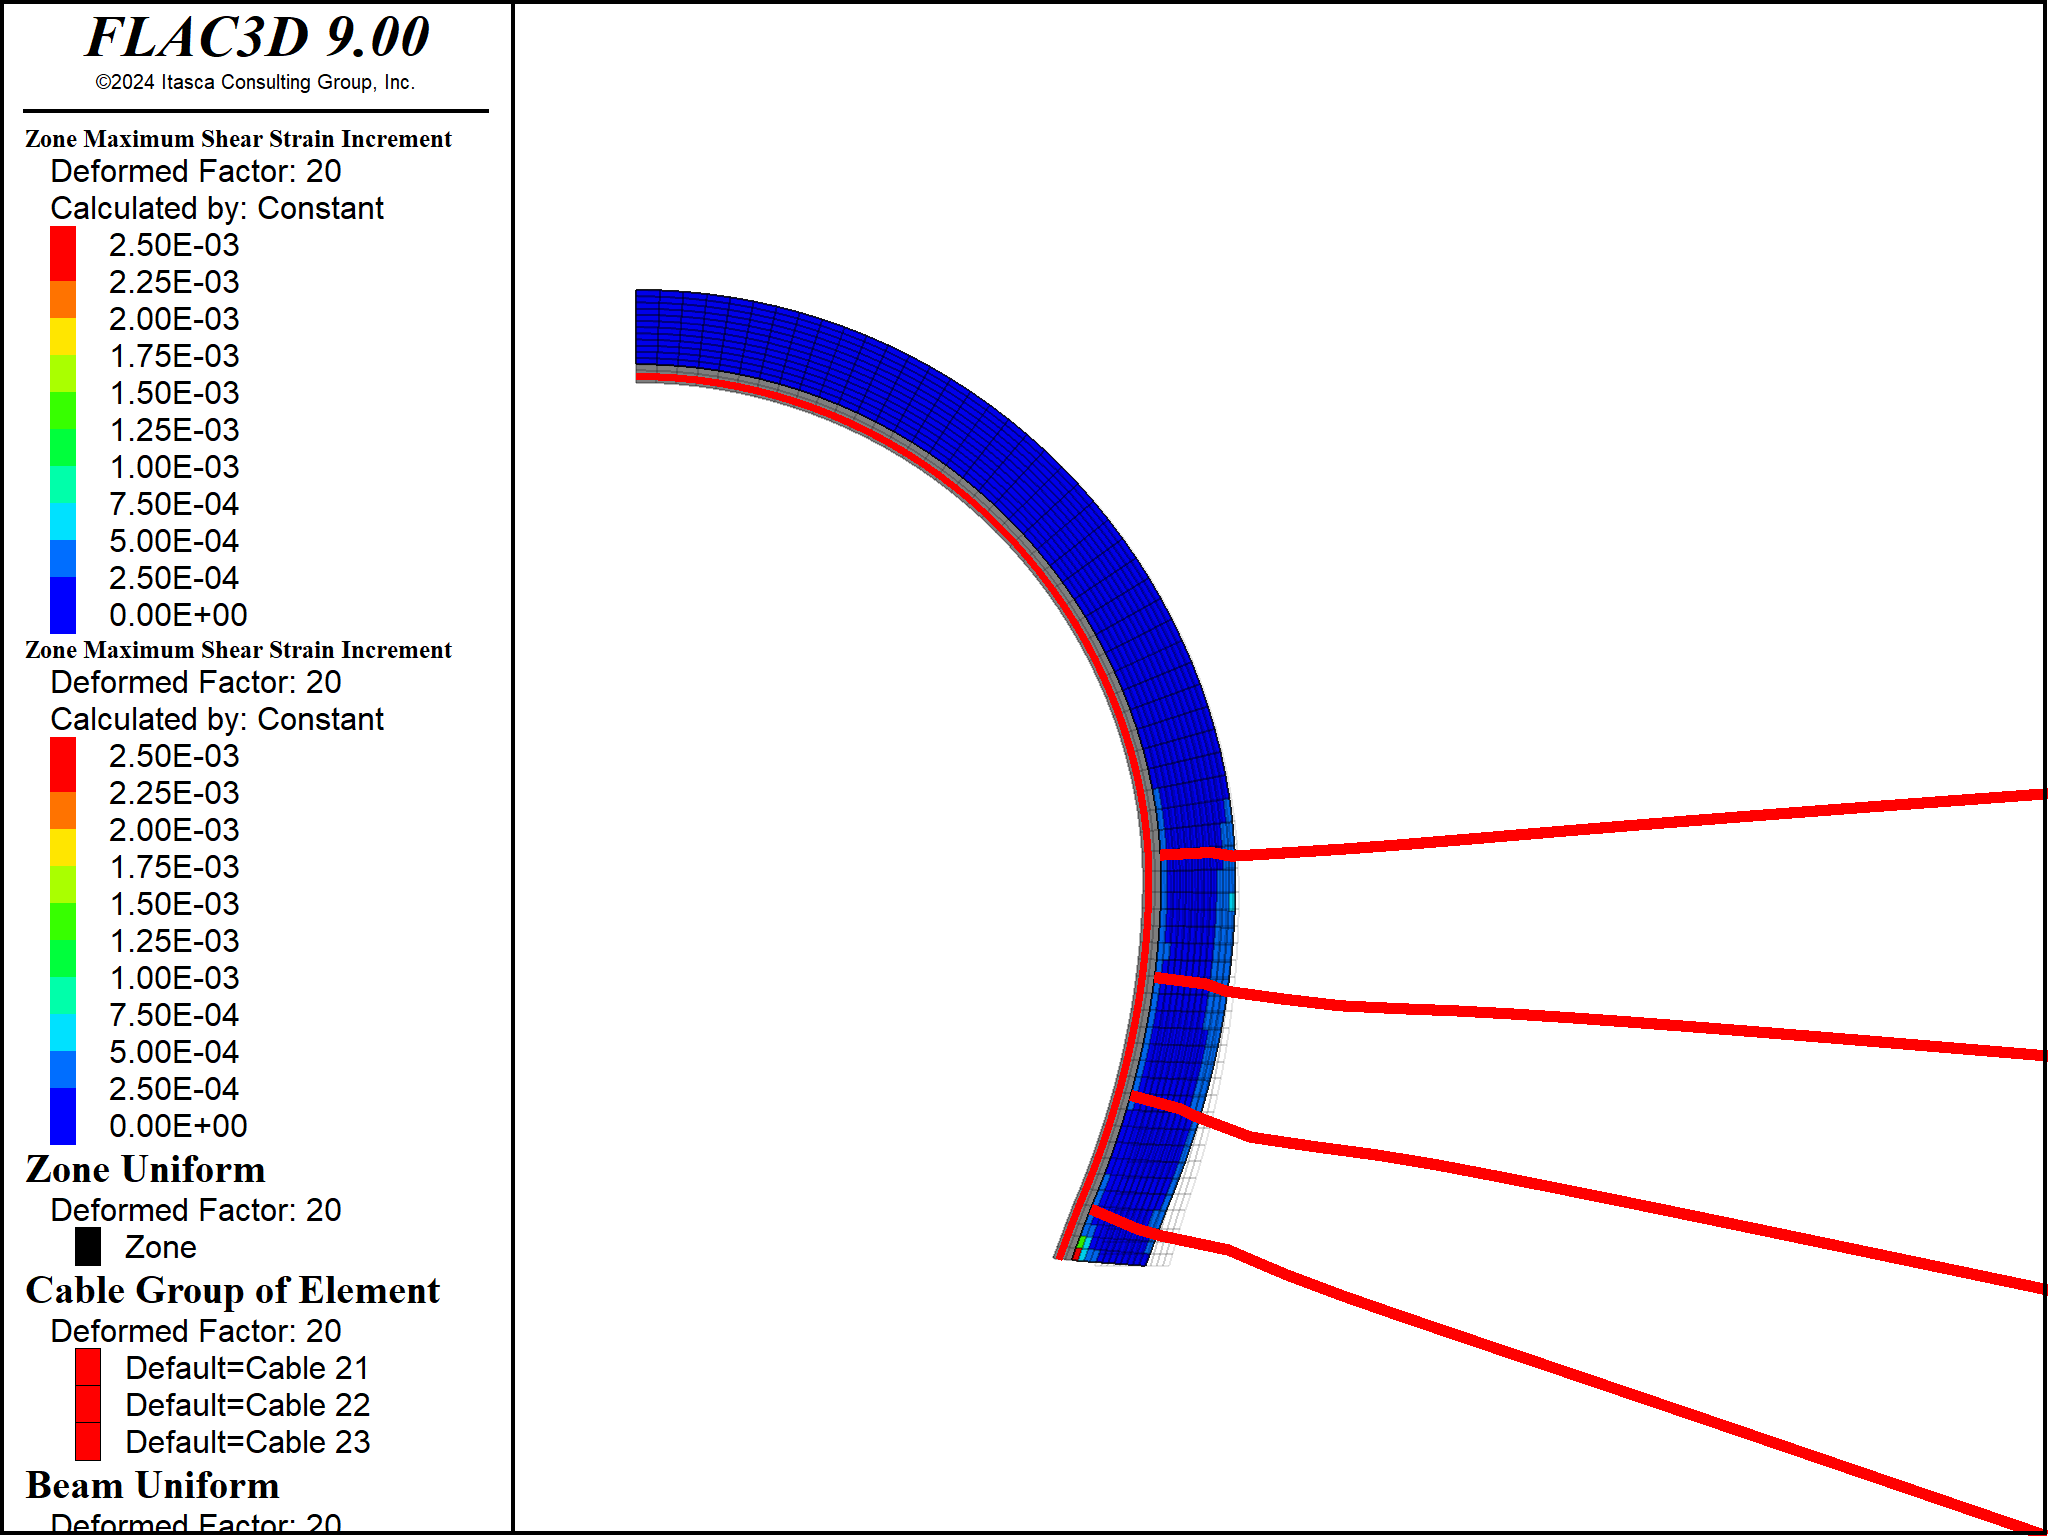 FLAC3D 9.00
©2024 Itasca Consulting Group, Inc.
Zone Maximum Shear Strain Increment
Deformed Factor: 20
Calculated by: Constant
2.50E-03
2.25E-03
2.00E-03
1.75E-03
1.50E-03
1.25E-03
1.00E-03
7.50E-04
5.00E-04
2.50E-04
0.00E+00
Zone Maximum Shear Strain Increment
Deformed Factor: 20
Calculated by: Constant
2.50E-03
2.25E-03
2.00E-03
1.75E-03
1.50E-03
1.25E-03
1.00E-03
7.50E-04
5.00E-04
2.50E-04
0.00E+00
Zone Uniform
Deformed Factor: 20
Zone
Cable Group of Element
Deformed Factor: 20
Default=Cable 21
Default=Cable 22
Default=Cable 23
Beam Uniform
Deformed Factor: 20